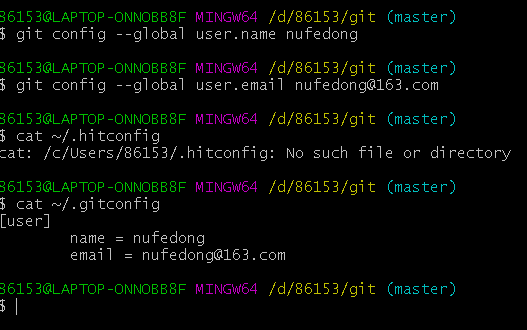 86153@LAPTOP-ONNOBB8F MINGW64 /d/86153/git (master)
$ git config --global user.name nufedong
86153@LAPTOP-ONNOBB8F MINGW64 /d/86153/git (master)
$ git config --global user.email nufedong@163.com
86153@LAPTOP-ONNOBB8F MINGW64 /d/86153/git (master)
$ cat ~/.hitconfig
cat: /c/Users/86153/.hitconfig: No such file or directory
86153@LAPTOP-ONNOBB8F MINGW64 /d/86153/git (master)
$ cat ~/.gitconfig
[user]
name = nufedong
email = nufedong@163.com
86153@LAPTOP-ONNOBB8F MINGW64 /d/86153/git (master)
$